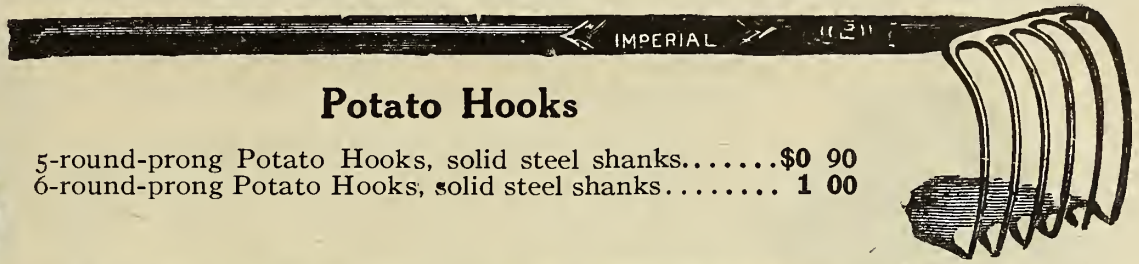 IMPERIAL
Potato Hooks
5-round-prong Potato Hooks, solid steel shanks.......$0 90
6-round-prong Potato Hooks, solid steel shanks........ 1 00